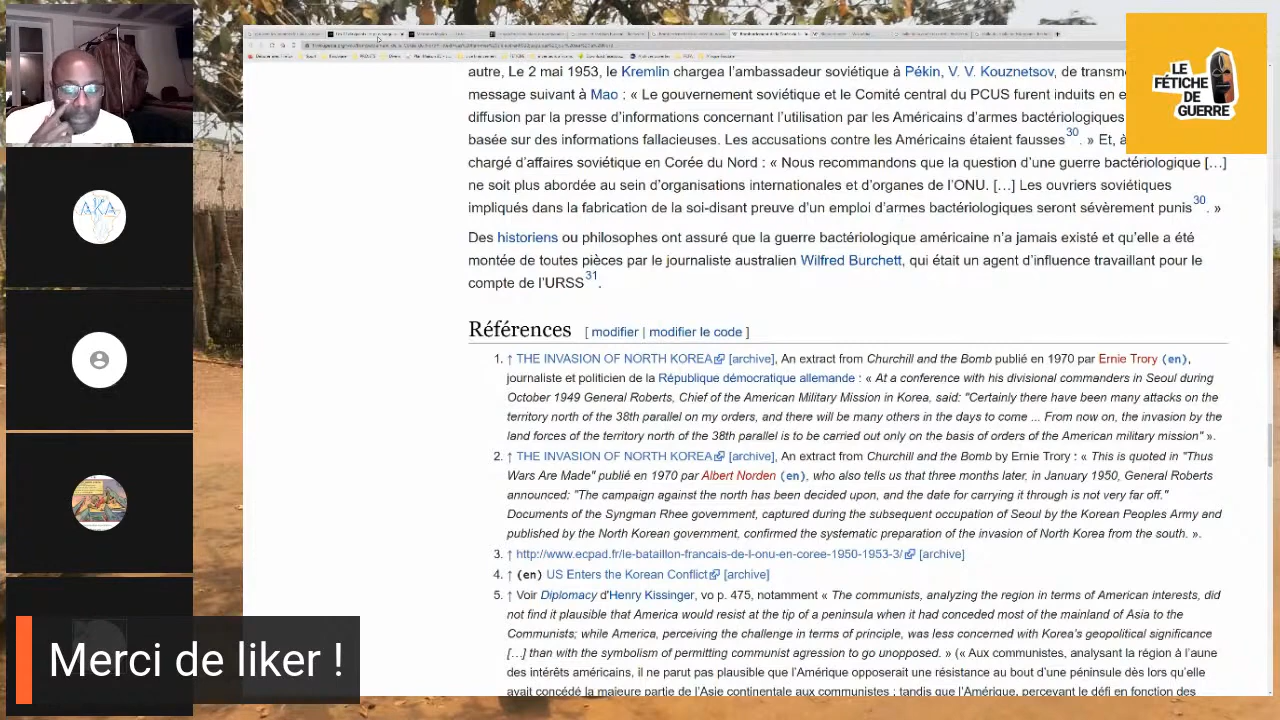 autre, Le 2 mai 1953, le Kremlin chargea l’ambassadeur soviétique à Pékin, V. V. Kouznetsov, de transme
message suivant à Mao : « Le gouvernement soviétique et le Comité central du PCUS furent induits en e
diffusion par la presse d’informations concernant l’utilisation par les Américains d’armes bactériologiques
basée sur des informations fallacieuses. Les accusations contre les Américains étaient fausses30. » Et, à
chargé d’affaires soviétique en Corée du Nord : « Nous recommandons que la question d’une guerre bactériologique […]
ne soit plus abordée au sein d’organisations internationales et d’organes de l’ONU. […] Les ouvriers soviétiques
impliqués dans la fabrication de la soi-disant preuve d’un emploi d’armes bactériologiques seront sévèrement punis30. »
Des historiens ou philosophes ont assuré que la guerre bactériologique américaine n’a jamais existé et qu’elle a été
montée de toutes pièces par le journaliste australien Wilfred Burchett, qui était un agent d’influence travaillant pour le
compte de l’URSS31.
Références [ modifier | modifier le code ]
1. ↑ THE INVASION OF NORTH KOREA [archive], An extract from Churchill and the Bomb publié en 1970 par Ernie Trory (en),
journaliste et politicien de la République démocratique allemande : « At a conference with his divisional commanders in Seoul during
October 1949 General Roberts, Chief of the American Military Mission in Korea, said: "Certainly there have been many attacks on the
territory north of the 38th parallel on my orders, and there will be many others in the days to come ... From now on, the invasion by the
land forces of the territory north of the 38th parallel is to be carried out only on the basis of orders of the American military mission" ».
2. ↑ THE INVASION OF NORTH KOREA [archive], An extract from Churchill and the Bomb by Ernie Trory : « This is quoted in "Thus
Wars Are Made" publié en 1970 par Albert Norden (en), who also tells us that three months later, in January 1950, General Roberts
announced: "The campaign against the north has been decided upon, and the date for carrying it through is not very far off."
Documents of the Syngman Rhee government, captured during the subsequent occupation of Seoul by the Korean Peoples Army and
published by the North Korean government, confirmed the systematic preparation of the invasion of North Korea from the south. ».
3. ↑ http://www.ecpad.fr/le-bataillon-francais-de-l-onu-en-coree-1950-1953-3/ [archive]
4. ↑ (en) US Enters the Korean Conflict [archive]
5. ↑ Voir Diplomacy d'Henry Kissinger, vo p. 475, notamment « The communists, analyzing the region in terms of American interests, did
not find it plausible that America would resist at the tip of a peninsula when it had conceded most of the mainland of Asia to the
Communists; while America, perceiving the challenge in terms of principle, was less concerned with Korea's geopolitical significance
[…] than with the symbolism of permitting communist agression to go unopposed. » (« Aux communistes, analysant la région à l’aune
des intérêts américains, il ne parut pas plausible que l’Amérique opposerait une résistance au bout d’une péninsule dès lors qu’elle
avait concédé la majeure partie de l’Asie continentale aux communistes ; tandis que l’Amérique, percevant le défi en fonction des
LE
FÉTICHE
DE
GUERRE
AKA
Merci de liker !